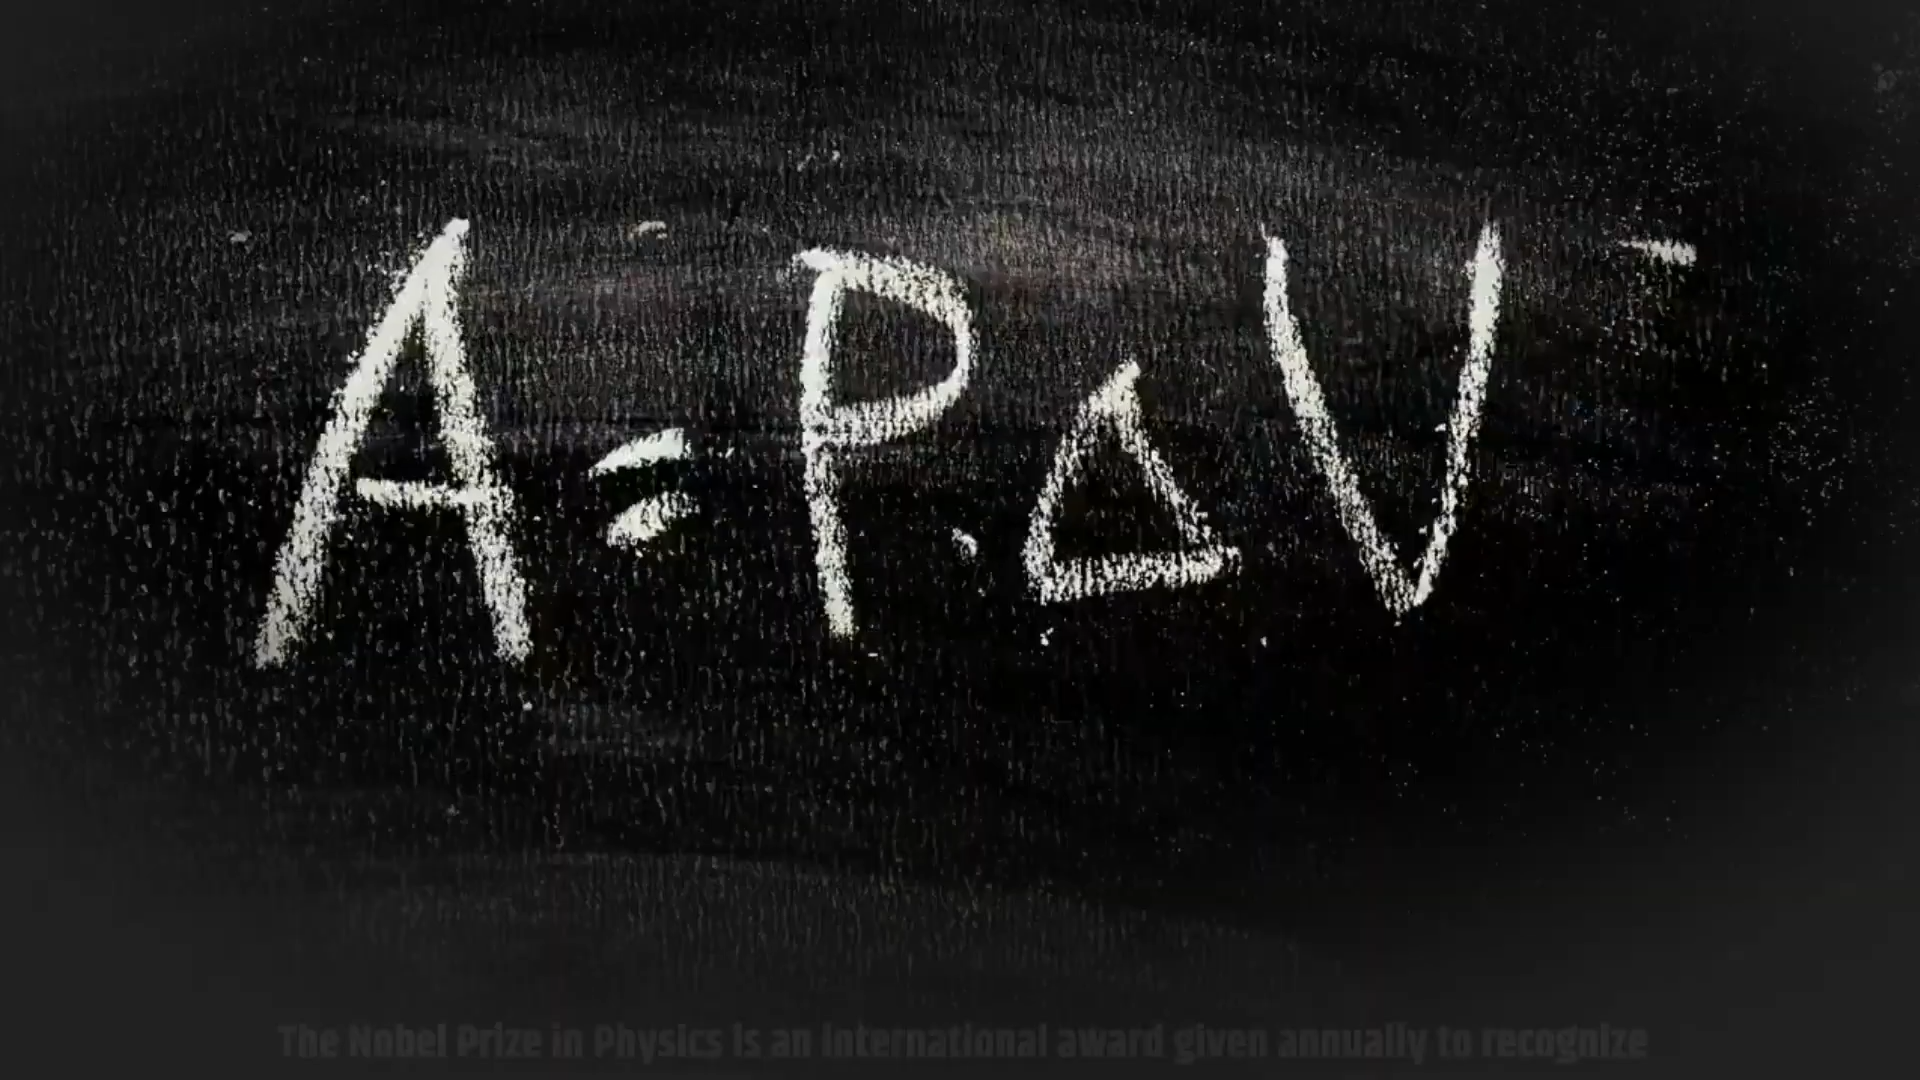 A = P.ΔV
The Nobel Prize in Physics is an international award given annually to recognize